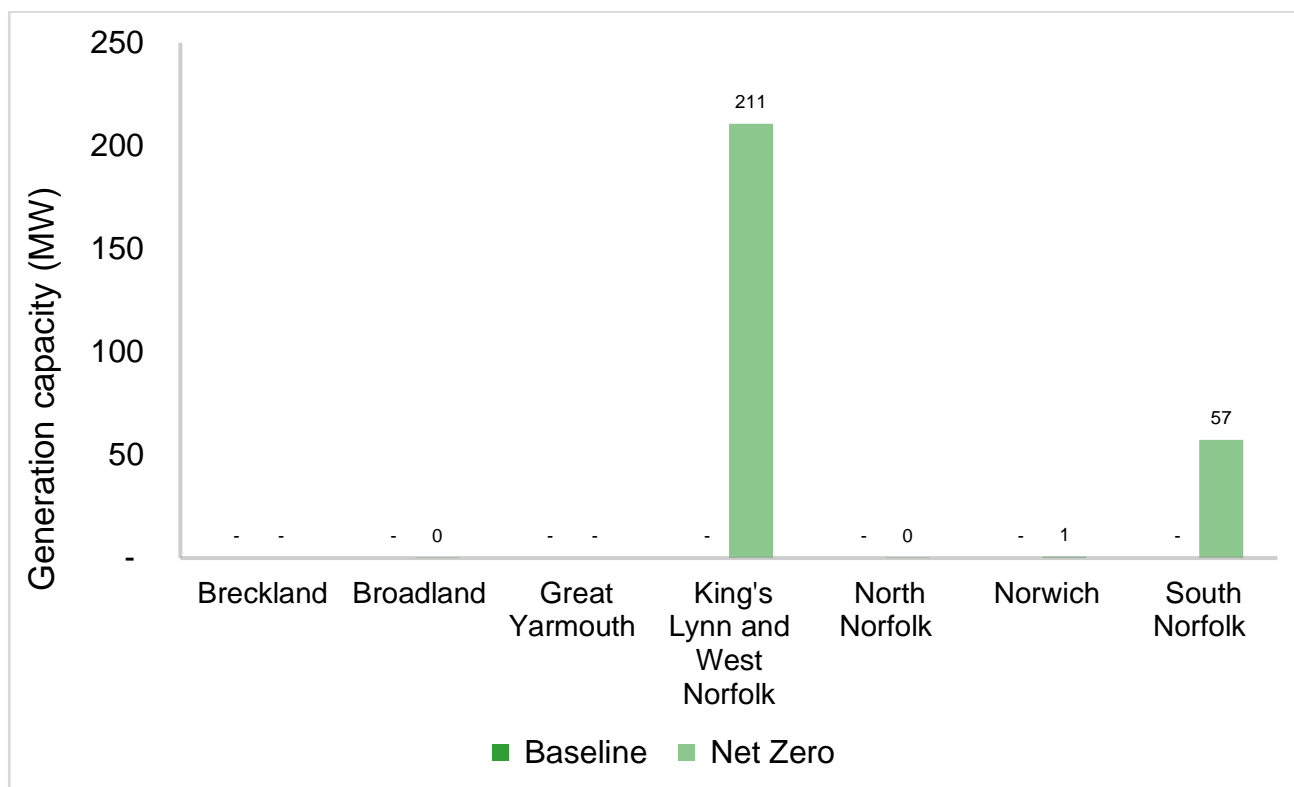 Generation capacity (MW)
250
200
150
100
50
-
- -
- 0
- -
- 211
- 0
- 1
- 57
Breckland
Broadland
Great
Yarmouth
King's
Lynn and
West
Norfolk
North
Norfolk
Norwich
South
Norfolk
Baseline
Net Zero